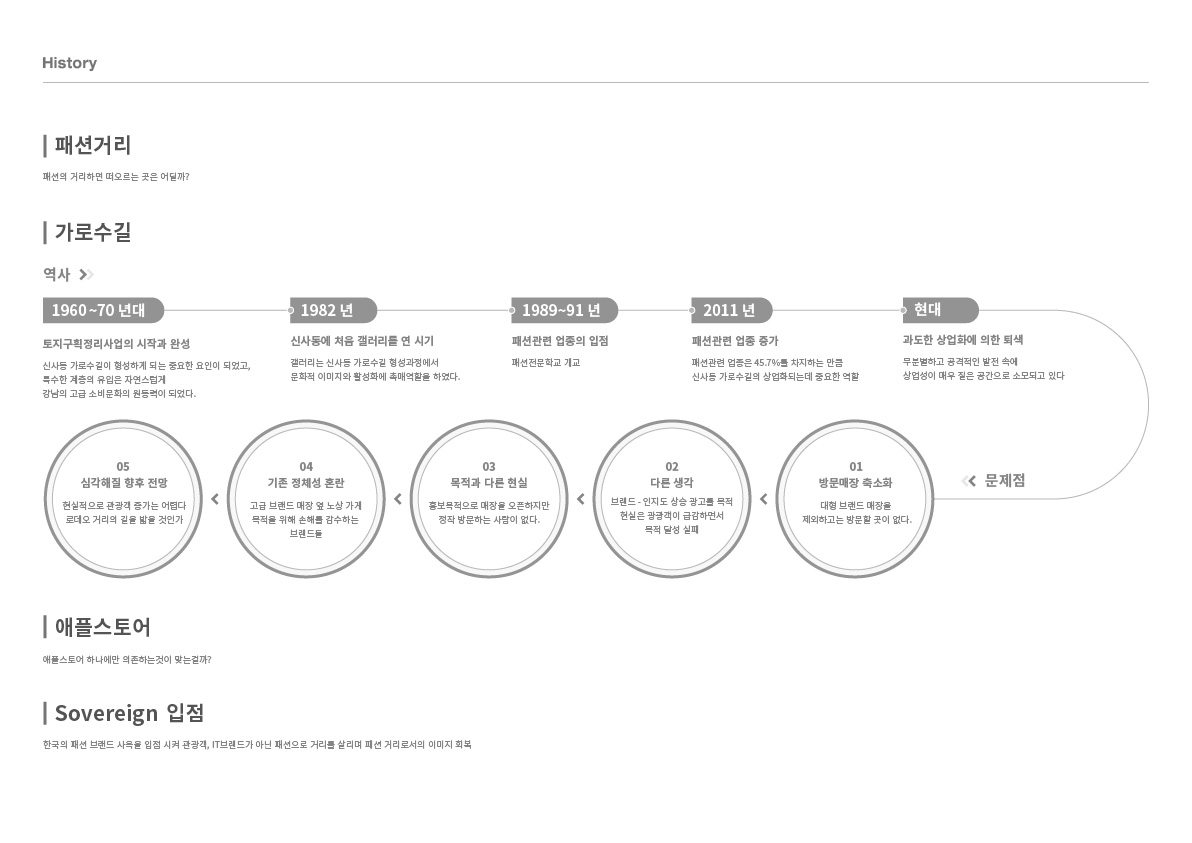 History
패션거리
패션의 거리하면 떠오르는 곳은 어딜까?
가로수길
역사
1960~70 년대
토지구획정리사업의 시작과 완성
신사동 가로수길이 형성하게 되는 중요한 요인이 되었고,
특수한 계층의 유입은 자연스럽게
강남의 고급 소비문화의 원동력이 되었다.
1982 년
신사동에 처음 갤러리를 연 시기
갤러리는 신사동 가로수길 형성과정에서
문화적 이미지와 활성화에 촉매역할을 하였다.
1989~91 년
패션관련 업종의 입점
패션전문학교 개교
2011 년
패션관련 업종 증가
패션관련 업종은 45.7%를 차지하는 만큼
신사동 가로수길의 상업화되는데 중요한 역할
현대
과도한 상업화에 의한 퇴색
무분별하고 공격적인 발전 속에
상업성이 매우 짙은 공간으로 소모되고 있다
문제점
01
방문매장 축소화
대형 브랜드 매장을
제외하고는 방문할 곳이 없다.
02
다른 생각
브랜드 - 인지도 상승 광고를 목적
현실은 관광객이 급감하면서
목적 달성 실패
03
목적과 다른 현실
홍보목적으로 매장을 오픈하지만
정작 방문하는 사람이 없다.
04
기존 정체성 혼란
고급 브랜드 매장 옆 노상 가게
목적을 위해 손해를 감수하는
브랜드들
05
심각해질 향후 전망
현실적으로 관광객 증가는 어렵다
로데오 거리의 길을 밟을 것인가
애플스토어
애플스토어 하나에만 의존하는것이 맞는걸까?
Sovereign 입점
한국의 패션 브랜드 사옥을 입점 시켜 관광객, IT브랜드가 아닌 패션으로 거리를 살리며 패션 거리로서의 이미지 회복